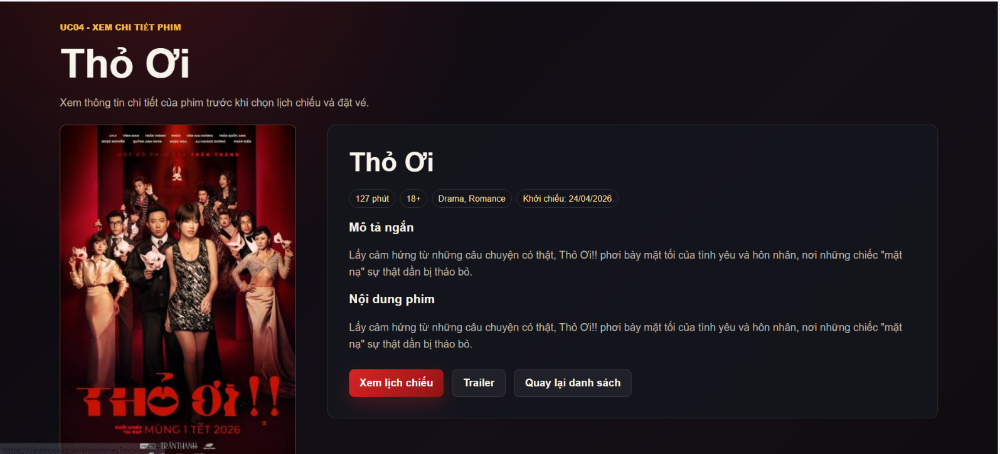 UC04 - XEM CHI TIẾT PHIM
Thỏ Ơi
Xem thông tin chi tiết của phim trước khi chọn lịch chiếu và đặt vé.
LYLY VĨNH ĐAM TRẤN THÀNH PHÁO VĂN MAI HƯƠNG TRẦN QUỐC ANH
NGỌC NGUYỄN QUỲNH ANH SHYN NGỌC HOA ALI HOÀNG DƯƠNG PHÁP KIỀU
MỘT BỘ PHIM CỦA TRẤN THÀNH
THỎ ƠI!!
KHỞI CHIẾU TẠI RẠP MÙNG 1 TẾT 2026
TRẤN THÀNH
Thỏ Ơi
127 phút 18+ Drama, Romance Khởi chiếu: 24/04/2026
Mô tả ngắn
Lấy cảm hứng từ những câu chuyện có thật, Thỏ Ơi!! phơi bày mặt tối của tình yêu và hôn nhân, nơi những chiếc "mặt
nạ" sự thật dần bị tháo bỏ.
Nội dung phim
Lấy cảm hứng từ những câu chuyện có thật, Thỏ Ơi!! phơi bày mặt tối của tình yêu và hôn nhân, nơi những chiếc "mặt
nạ" sự thật dần bị tháo bỏ.
Xem lịch chiếu Trailer Quay lại danh sách
https://cinebook.id.vn/showtimes?movie